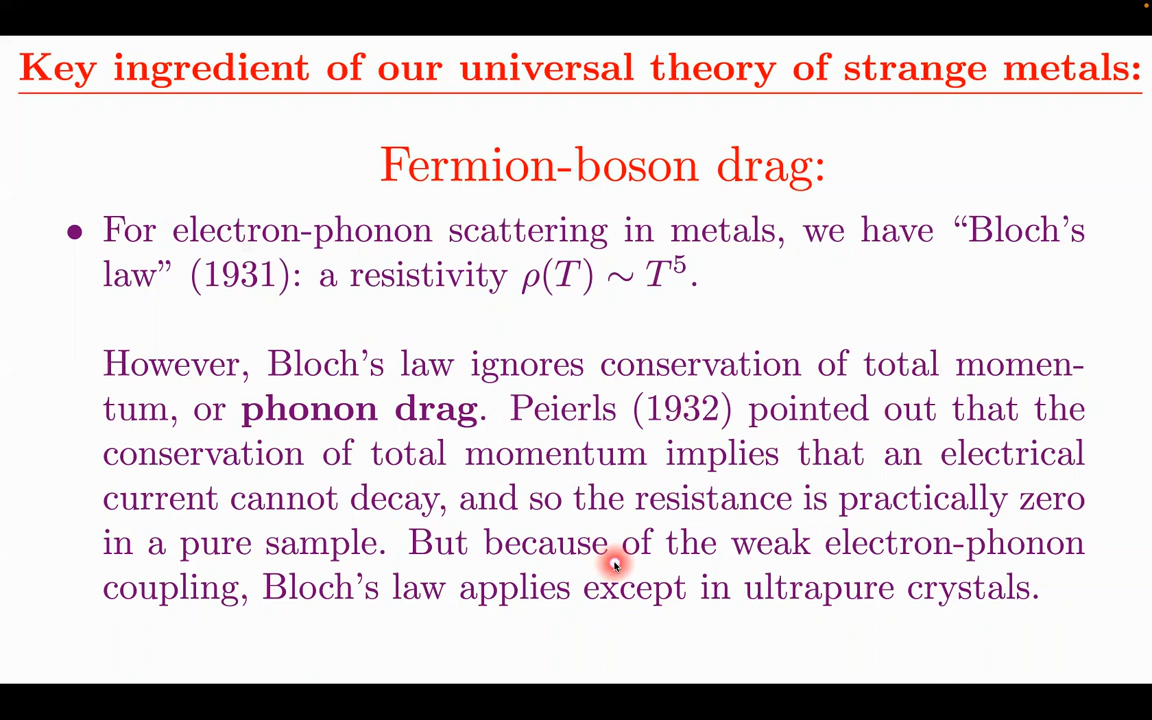 Key ingredient of our universal theory of strange metals:
Fermion-boson drag:
• For electron-phonon scattering in metals, we have “Bloch’s
law” (1931): a resistivity ρ(T) ∼ T⁵.
However, Bloch’s law ignores conservation of total momen-
tum, or phonon drag. Peierls (1932) pointed out that the
conservation of total momentum implies that an electrical
current cannot decay, and so the resistance is practically zero
in a pure sample. But because of the weak electron-phonon
coupling, Bloch’s law applies except in ultrapure crystals.